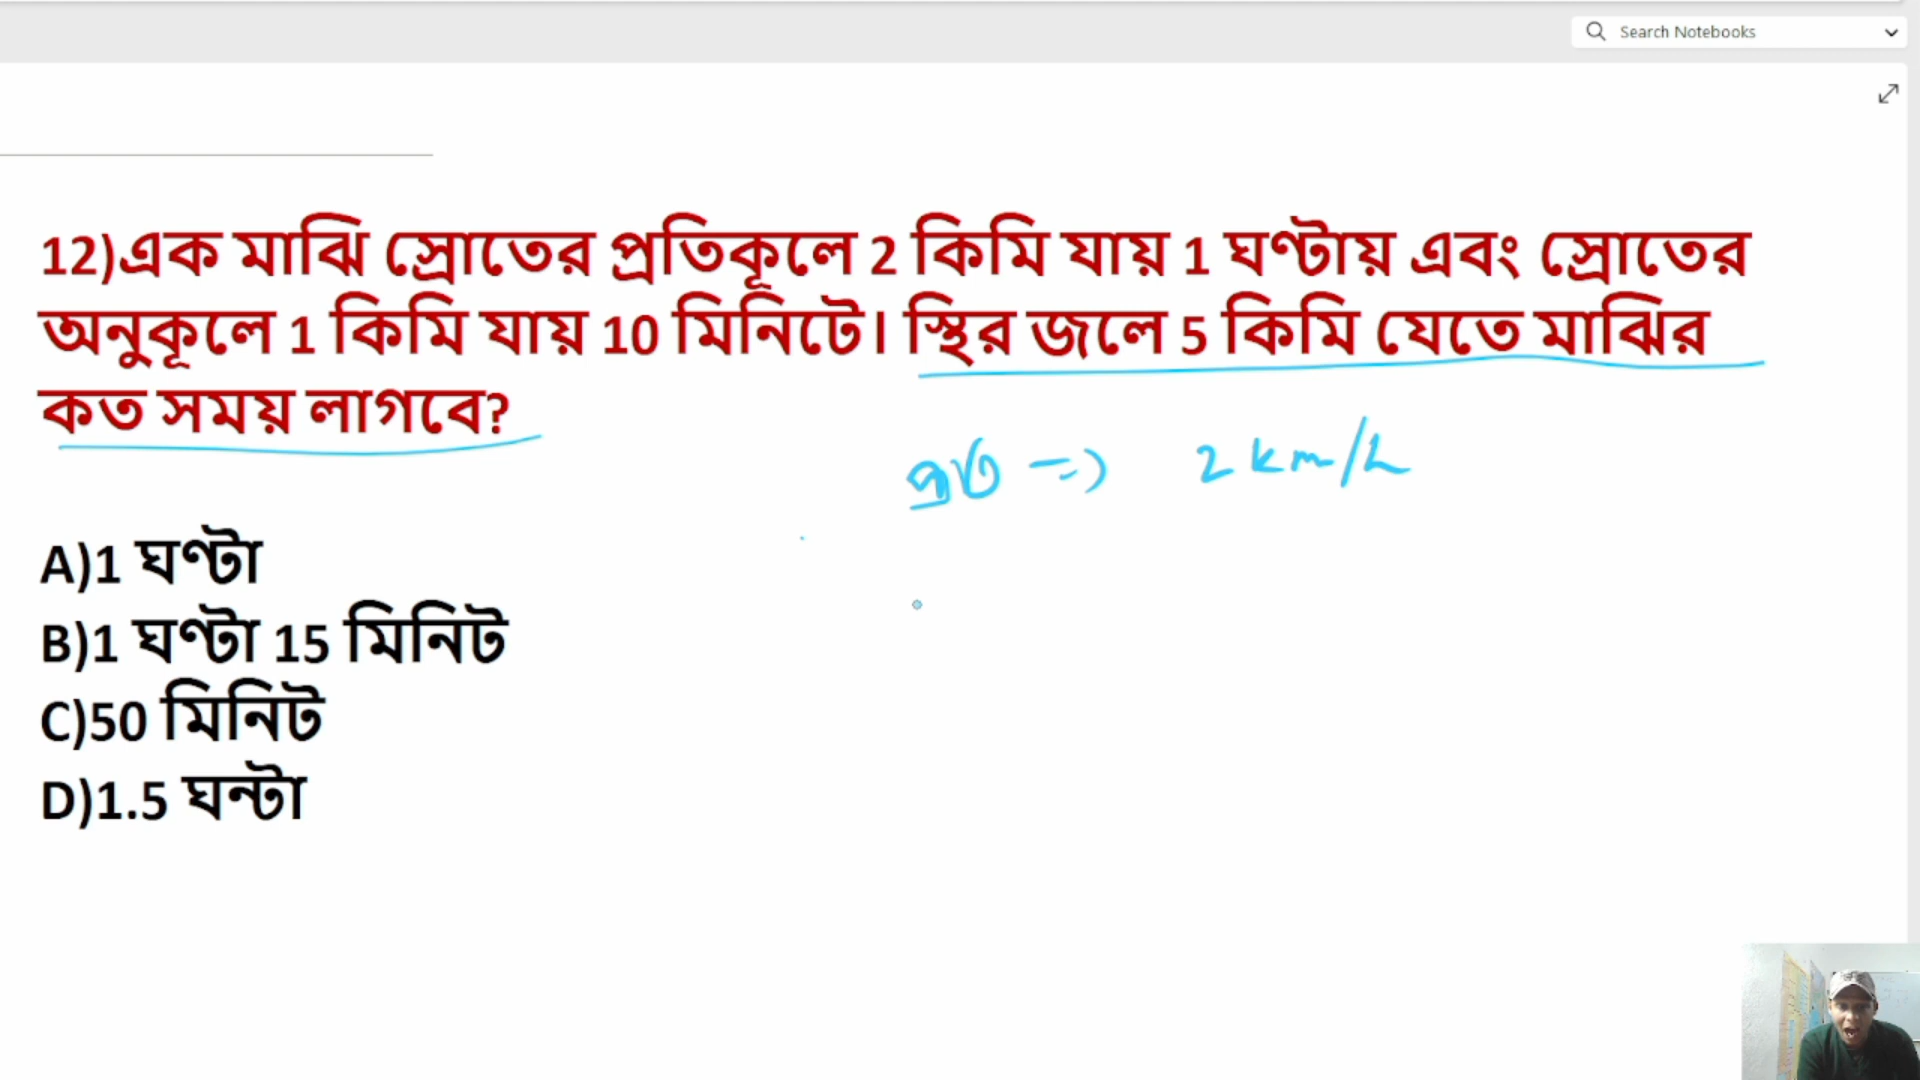 Search Notebooks
12)এক মাঝি স্রোতের প্রতিকূলে 2 কিমি যায় 1 ঘণ্টায় এবং স্রোতের
অনুকূলে 1 কিমি যায় 10 মিনিটে। স্থির জলে 5 কিমি যেতে মাঝির
কত সময় লাগবে?
প্রতি => 2 km/h
A)1 ঘণ্টা
B)1 ঘণ্টা 15 মিনিট
C)50 মিনিট
D)1.5 ঘন্টা